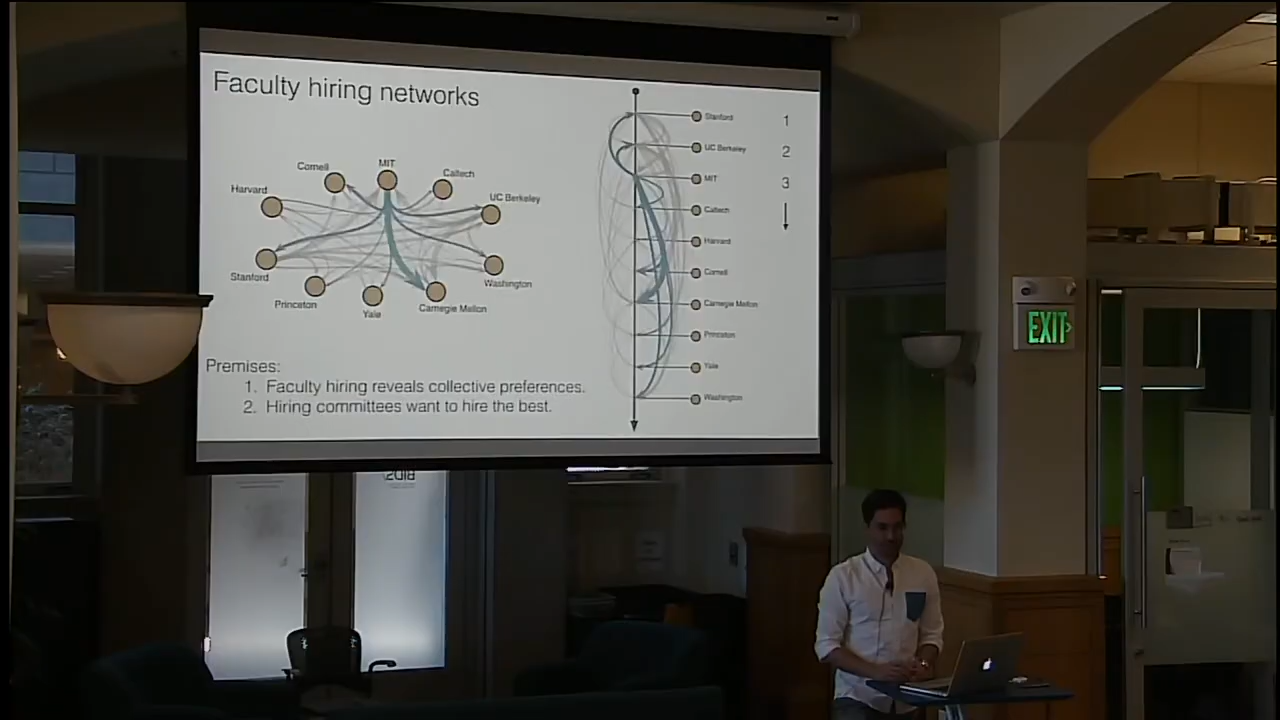 Faculty hiring networks
Cornell
MIT
Caltech
Harvard
UC Berkeley
Stanford
Washington
Princeton
Yale
Carnegie Mellon
Premises:
1. Faculty hiring reveals collective preferences.
2. Hiring committees want to hire the best.
Stanford 1
UC Berkeley 2
MIT 3
Caltech
Harvard
Cornell
Carnegie Mellon
Princeton
Yale
Washington
EXIT
BIDS